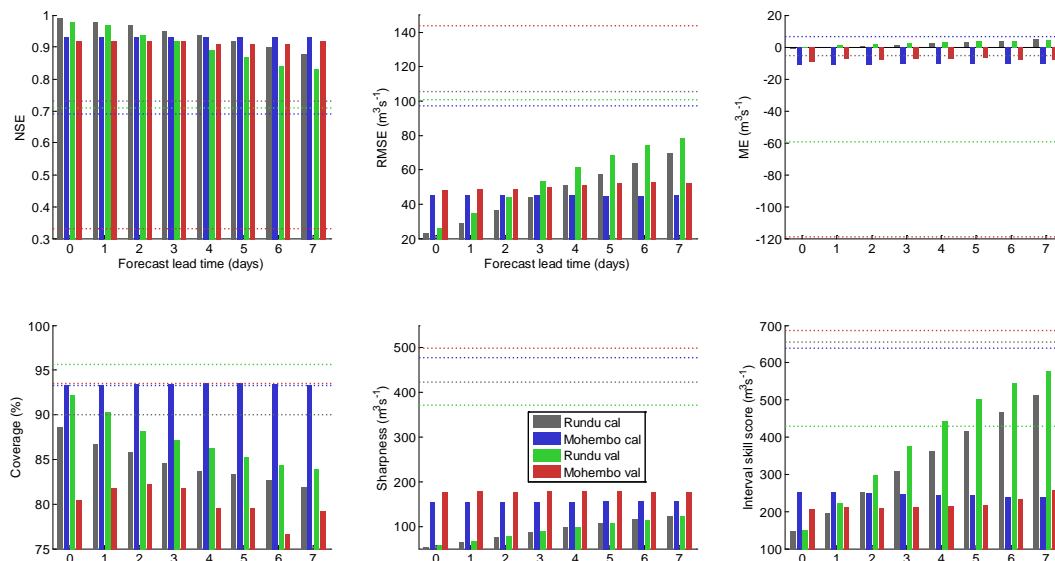 NSE
1
0.9
0.8
0.7
0.6
0.5
0.4
0.3
0 1 2 3 4 5 6 7
Forecast lead time (days)
RMSE (m³s⁻¹)
160
140
120
100
80
60
40
20
0 1 2 3 4 5 6 7
Forecast lead time (days)
ME (m³s⁻¹)
20
0
-20
-40
-60
-80
-100
-120
0 1 2 3 4 5 6 7
Coverage (%)
100
95
90
85
80
75
0 1 2 3 4 5 6 7
Sharpness (m³s⁻¹)
500
400
300
200
100
0 1 2 3 4 5 6 7
Rundu cal
Mohembo cal
Rundu val
Mohembo val
Interval skill score (m³s⁻¹)
700
600
500
400
300
200
100
0 1 2 3 4 5 6 7